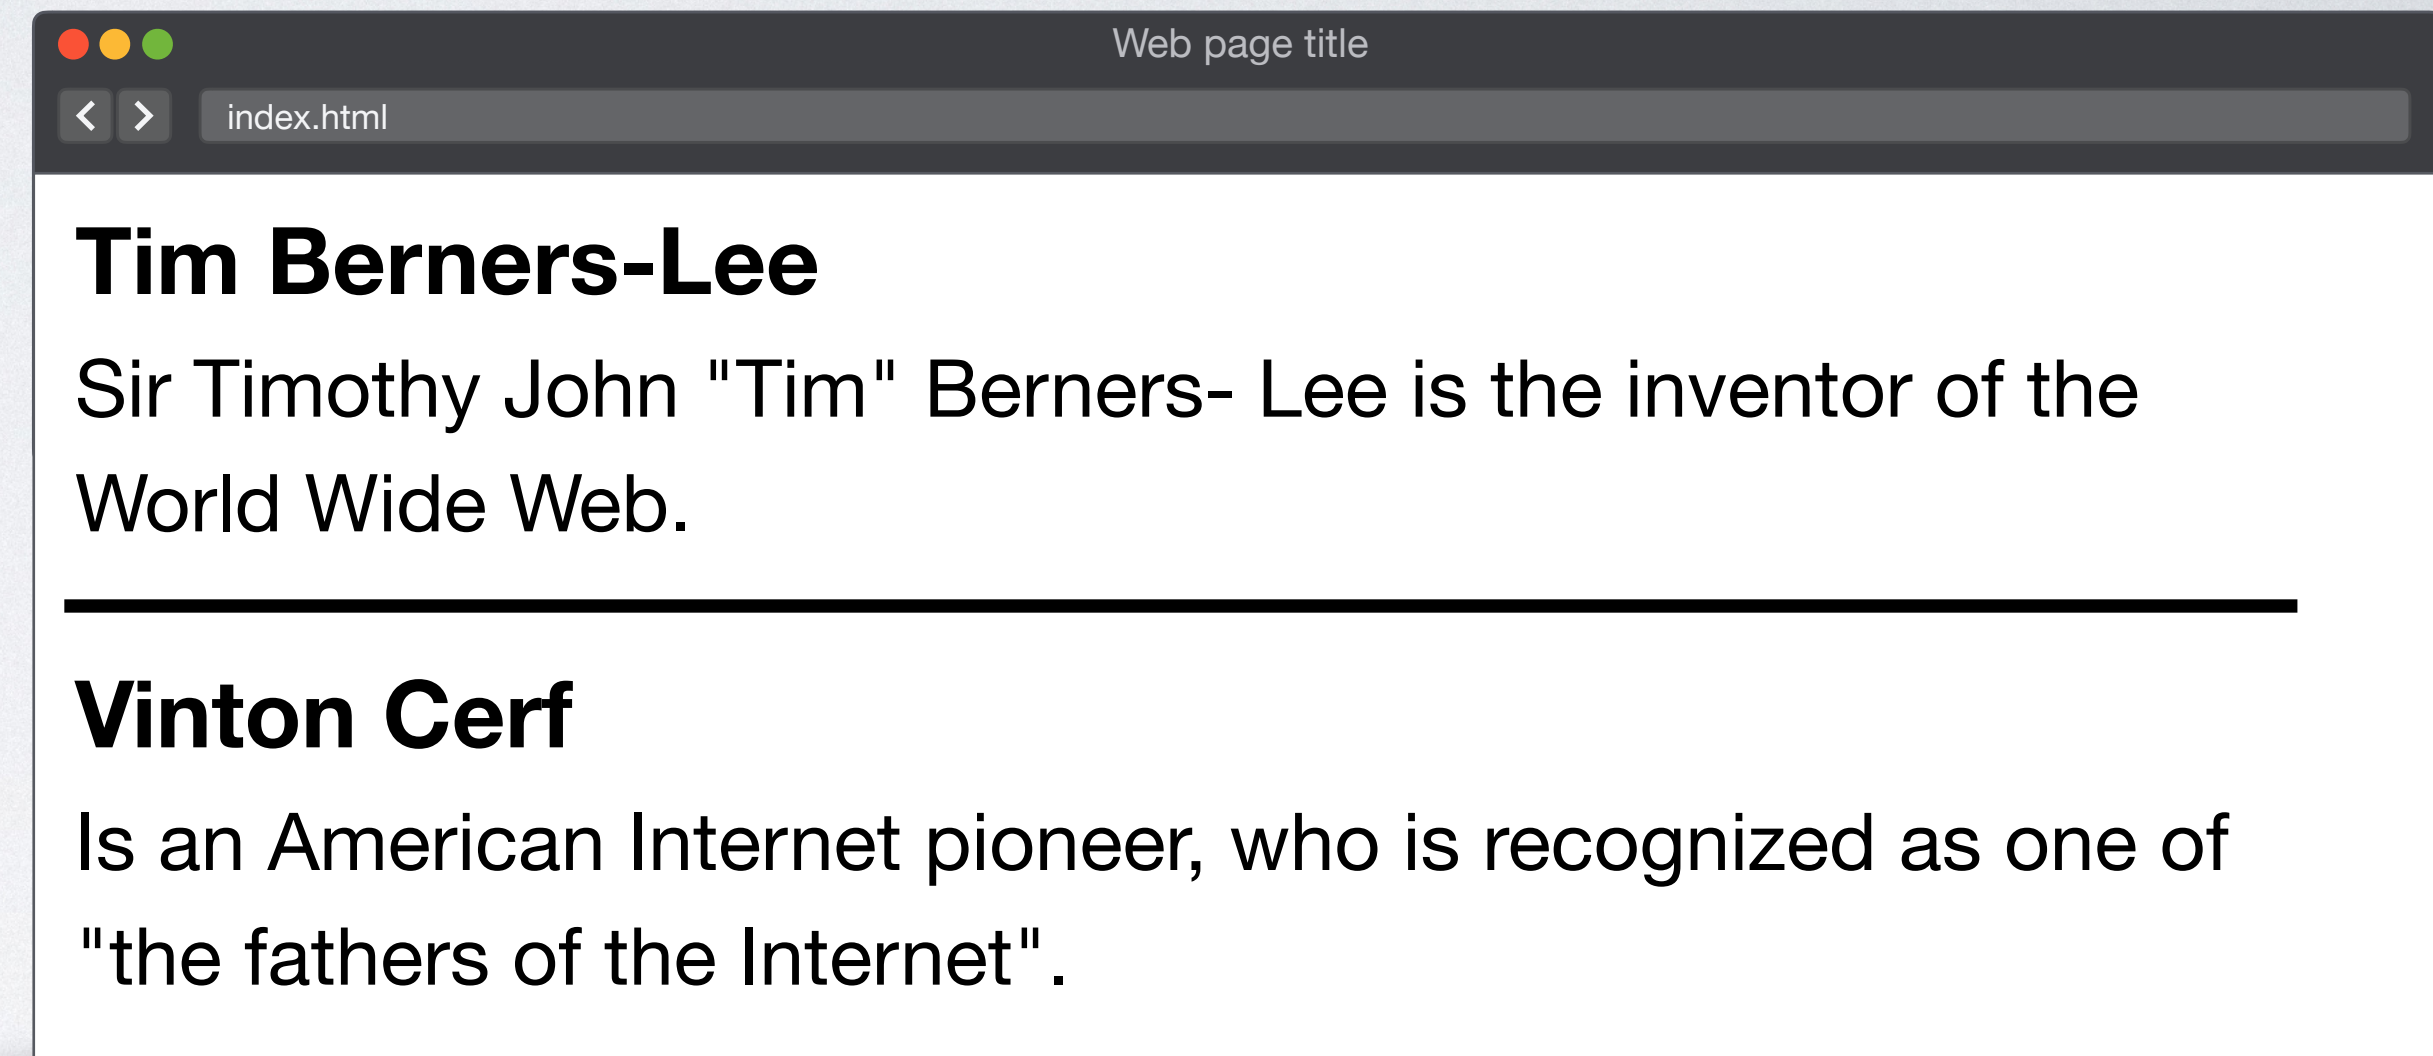 Web page title
index.html
Tim Berners-Lee
Sir Timothy John "Tim" Berners- Lee is the inventor of the
World Wide Web.
Vinton Cerf
Is an American Internet pioneer, who is recognized as one of
"the fathers of the Internet".